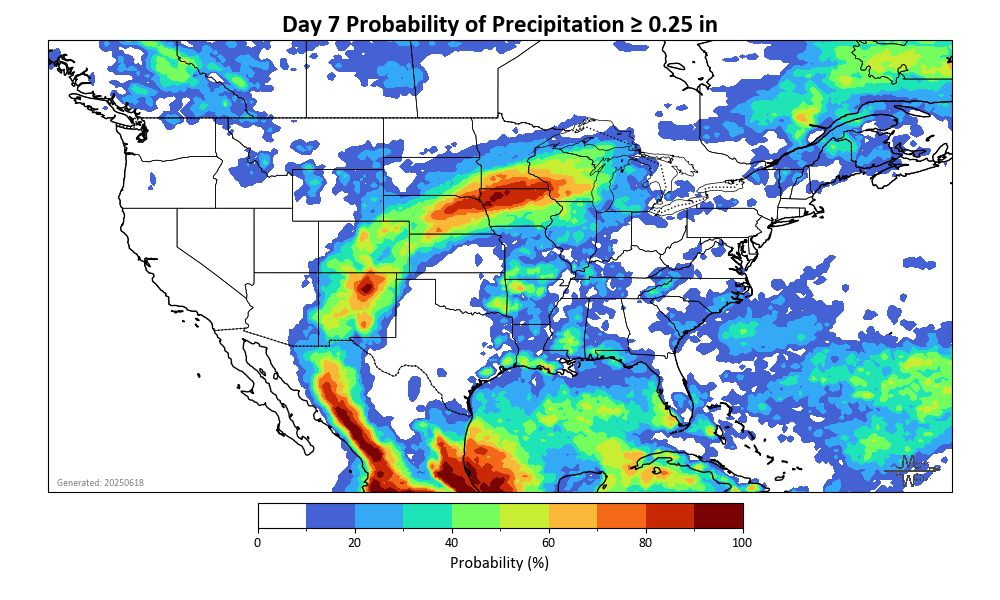 Day 7 Probability of Precipitation ≥ 0.25 in
Generated: 20250618
0 20 40 60 80 100
Probability (%)